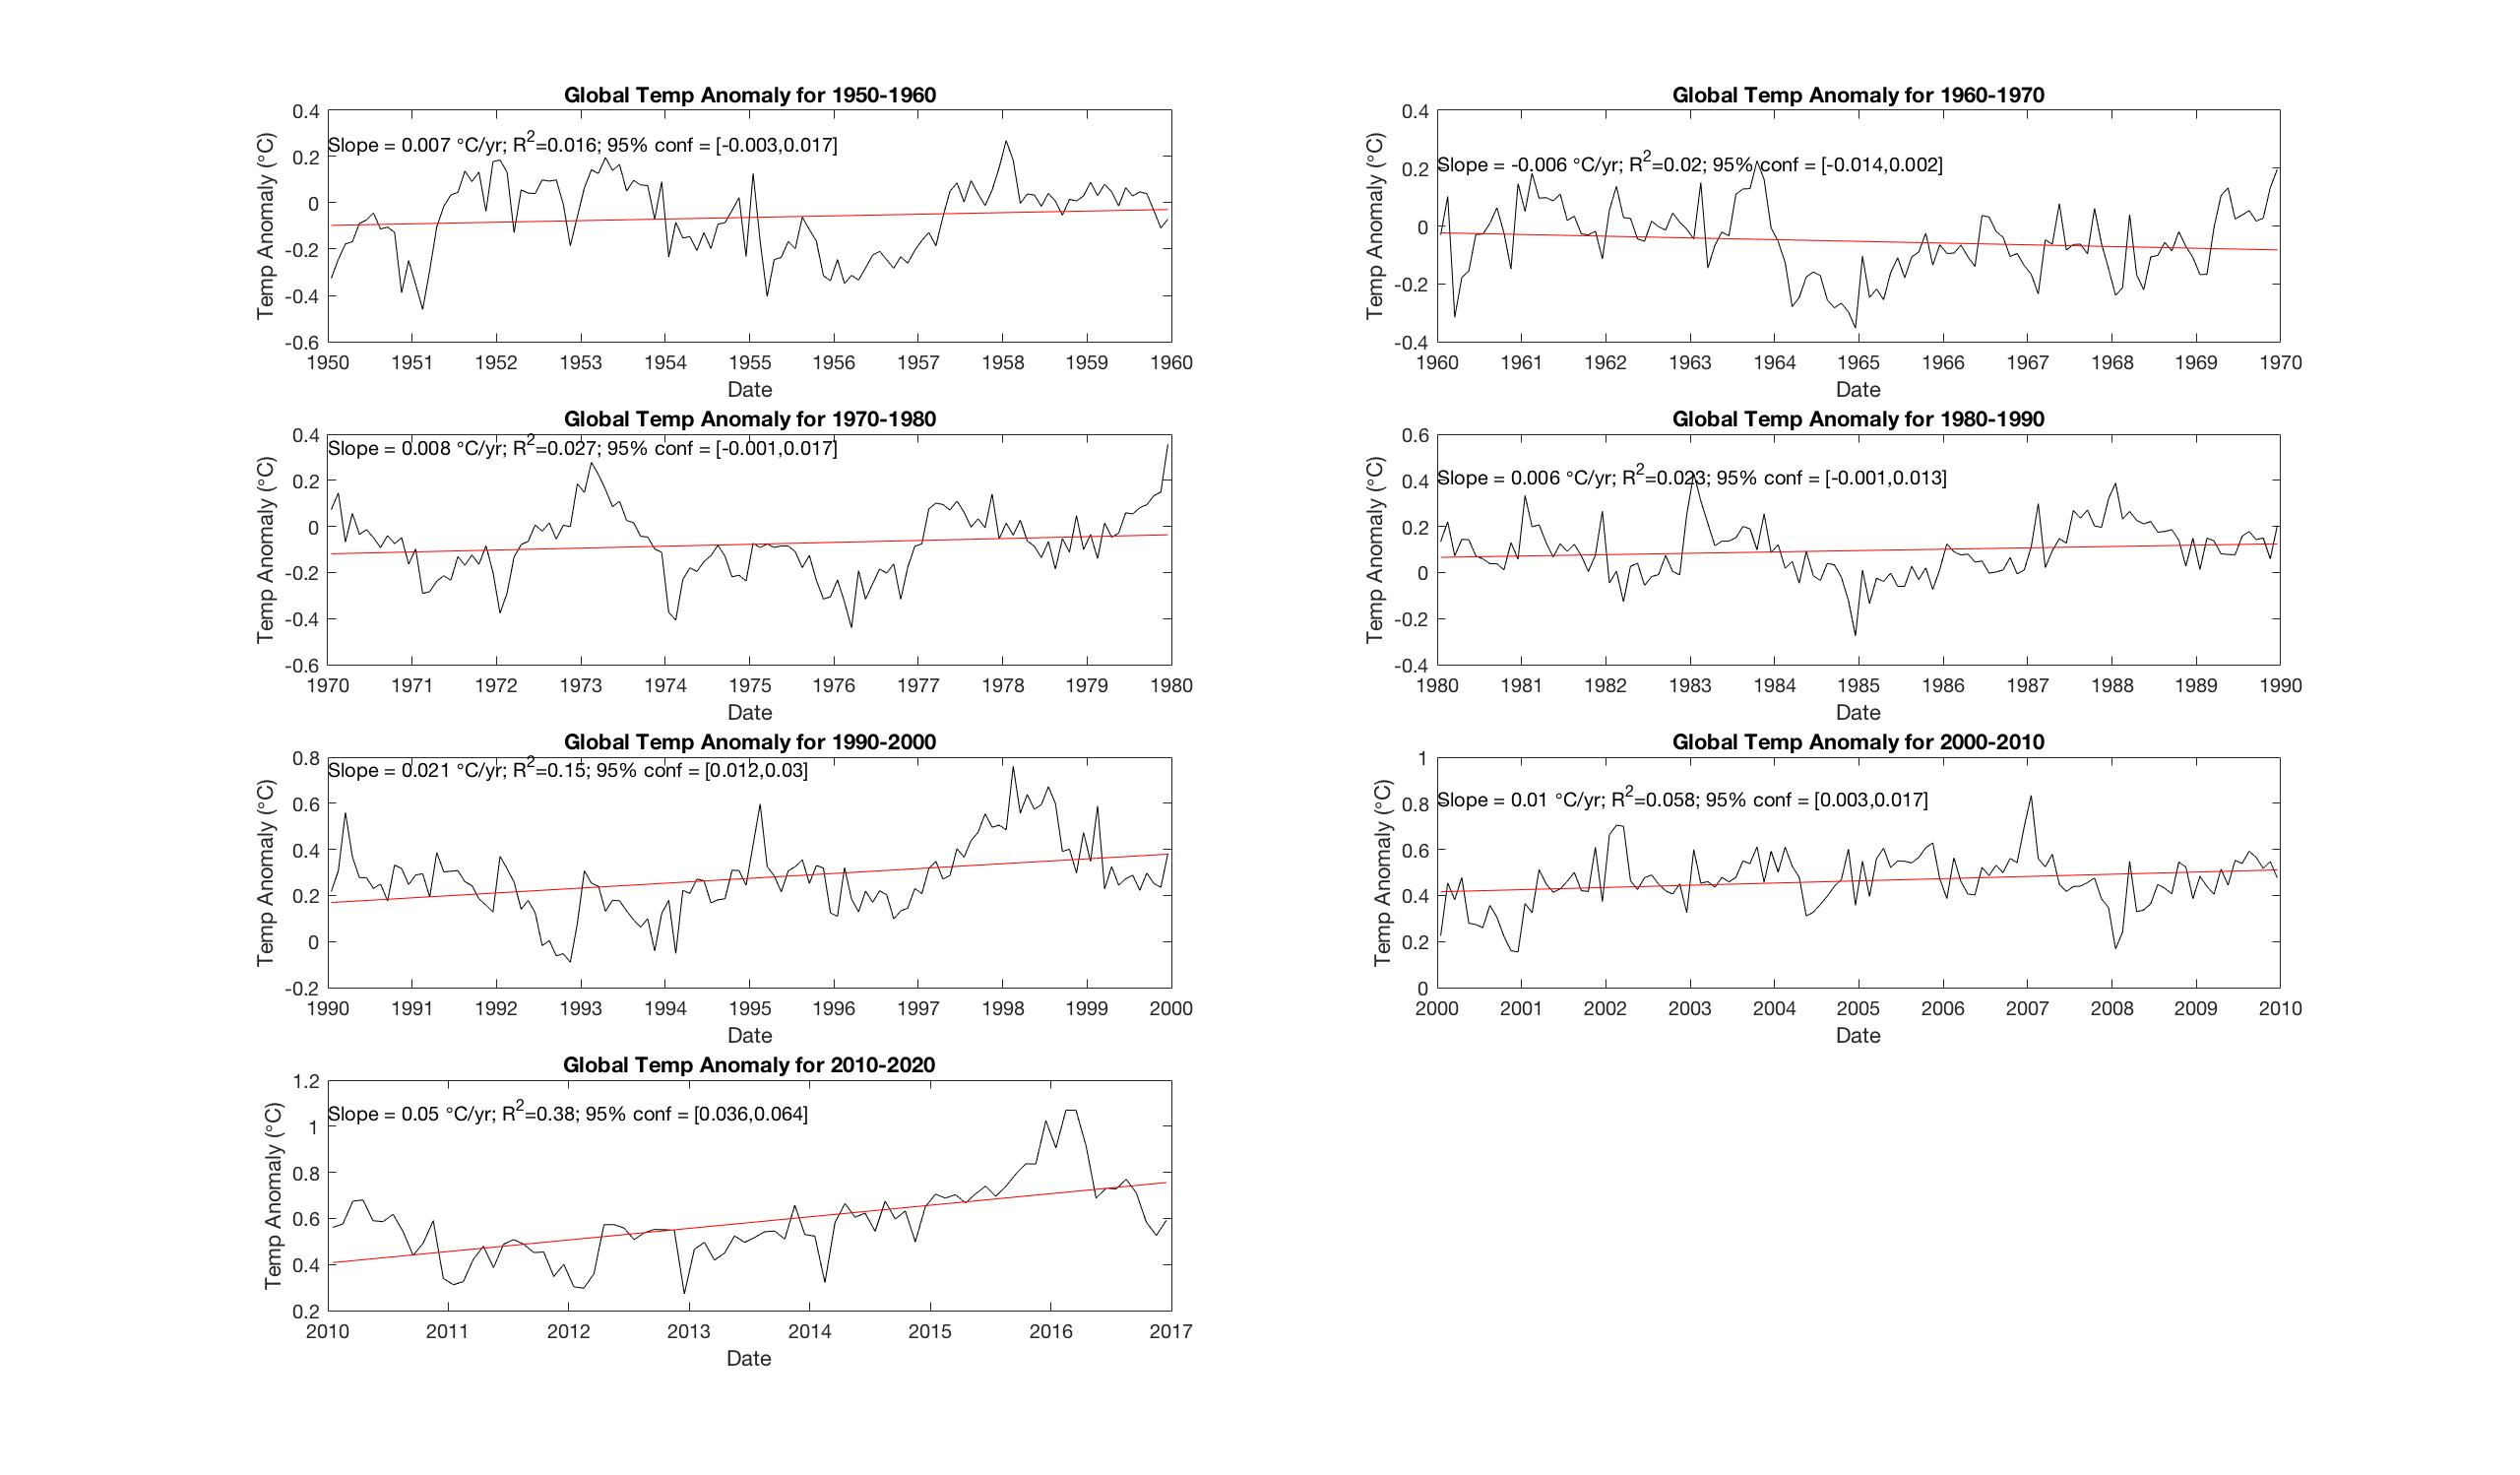 Global Temp Anomaly for 1950-1960
Slope = 0.007 °C/yr; R²=0.016; 95% conf = [-0.003,0.017]
Temp Anomaly (°C)
0.4
0.2
0
-0.2
-0.4
-0.6
1950 1951 1952 1953 1954 1955 1956 1957 1958 1959 1960
Date
Global Temp Anomaly for 1960-1970
Slope = -0.006 °C/yr; R²=0.02; 95% conf = [-0.014,0.002]
Temp Anomaly (°C)
0.4
0.2
0
-0.2
-0.4
1960 1961 1962 1963 1964 1965 1966 1967 1968 1969 1970
Date
Global Temp Anomaly for 1970-1980
Slope = 0.008 °C/yr; R²=0.027; 95% conf = [-0.001,0.017]
Temp Anomaly (°C)
0.4
0.2
0
-0.2
-0.4
-0.6
1970 1971 1972 1973 1974 1975 1976 1977 1978 1979 1980
Date
Global Temp Anomaly for 1980-1990
Slope = 0.006 °C/yr; R²=0.023; 95% conf = [-0.001,0.013]
Temp Anomaly (°C)
0.6
0.4
0.2
0
-0.2
-0.4
1980 1981 1982 1983 1984 1985 1986 1987 1988 1989 1990
Date
Global Temp Anomaly for 1990-2000
Slope = 0.021 °C/yr; R²=0.15; 95% conf = [0.012,0.03]
Temp Anomaly (°C)
0.8
0.6
0.4
0.2
0
-0.2
1990 1991 1992 1993 1994 1995 1996 1997 1998 1999 2000
Date
Global Temp Anomaly for 2000-2010
Slope = 0.01 °C/yr; R²=0.058; 95% conf = [0.003,0.017]
Temp Anomaly (°C)
1
0.8
0.6
0.4
0.2
0
2000 2001 2002 2003 2004 2005 2006 2007 2008 2009 2010
Date
Global Temp Anomaly for 2010-2020
Slope = 0.05 °C/yr; R²=0.38; 95% conf = [0.036,0.064]
Temp Anomaly (°C)
1.2
1
0.8
0.6
0.4
0.2
2010 2011 2012 2013 2014 2015 2016 2017
Date